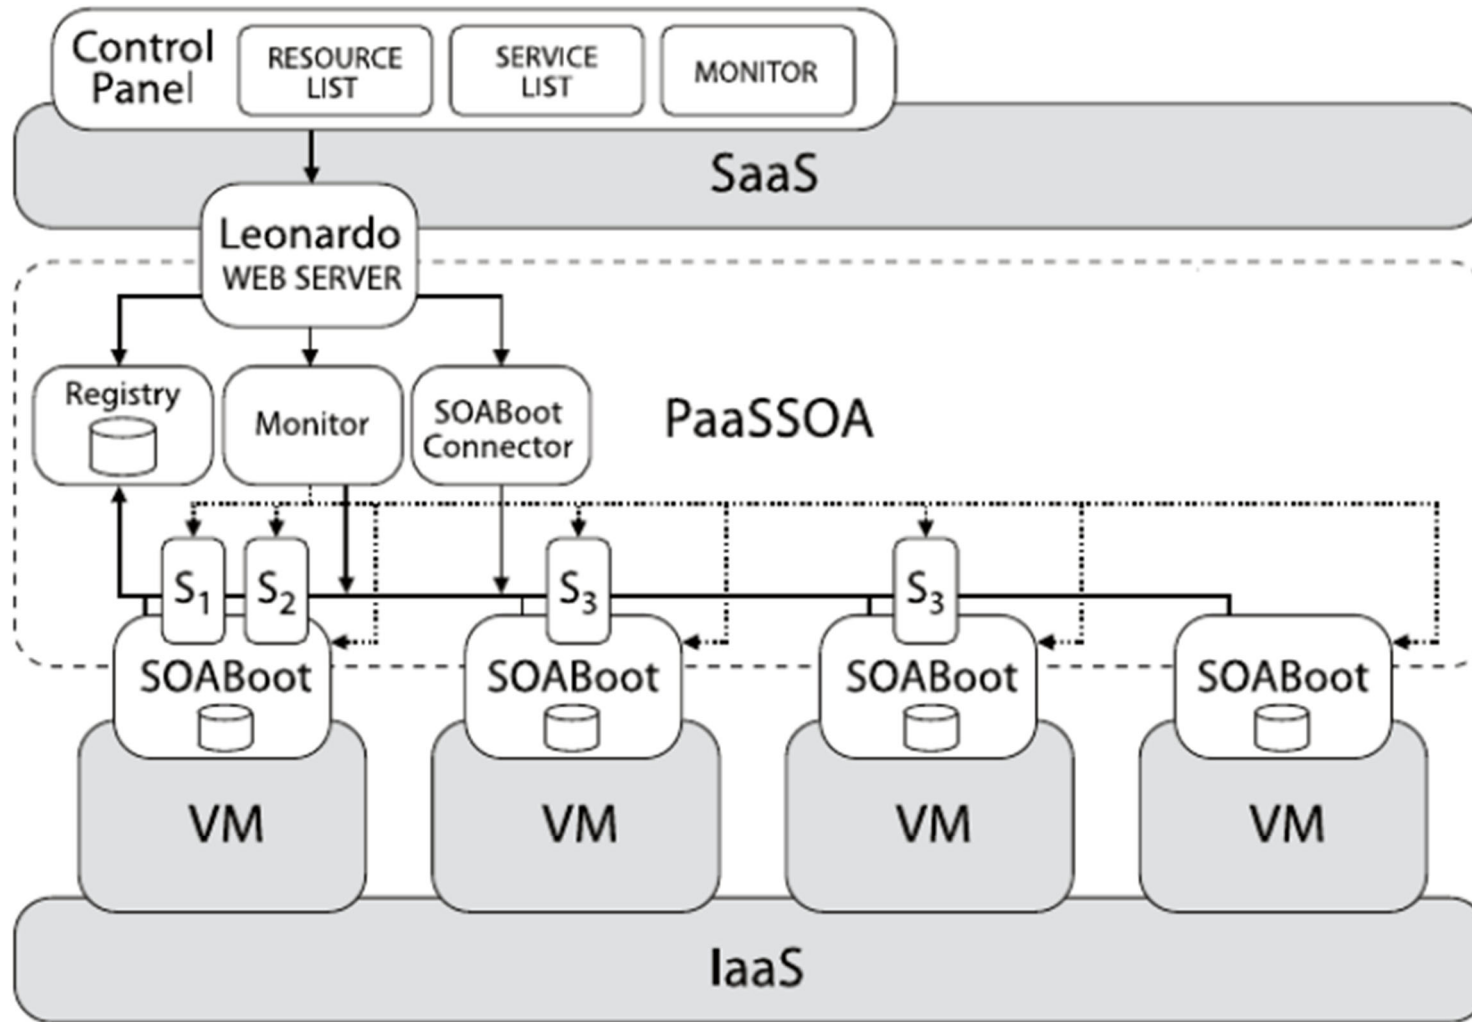 Control
Panel
RESOURCE
LIST
SERVICE
LIST
MONITOR
SaaS
Leonardo
WEB SERVER
Registry
Monitor
SOABoot
Connector
PaaSSOA
S1
S2
S3
S3
SOABoot
SOABoot
SOABoot
SOABoot
VM
VM
VM
VM
IaaS